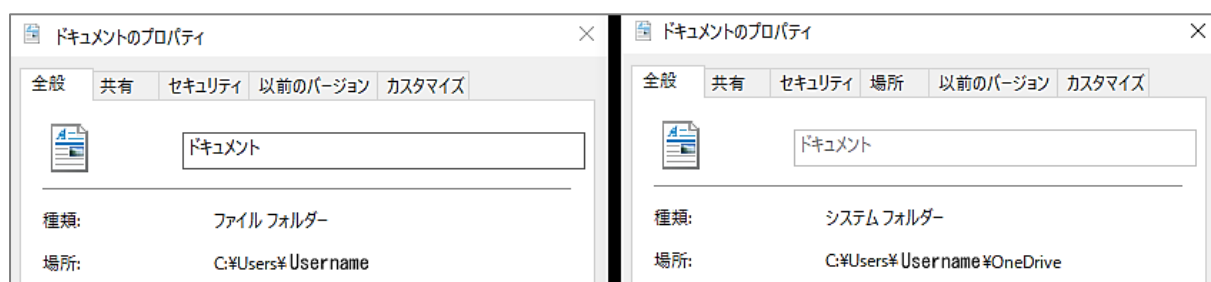 ドキュメントのプロパティ
全般 共有 セキュリティ 以前のバージョン カスタマイズ
ドキュメント
種類: ファイル フォルダー
場所: C:¥Users¥Username
ドキュメントのプロパティ
全般 共有 セキュリティ 場所 以前のバージョン カスタマイズ
ドキュメント
種類: システム フォルダー
場所: C:¥Users¥Username¥OneDrive